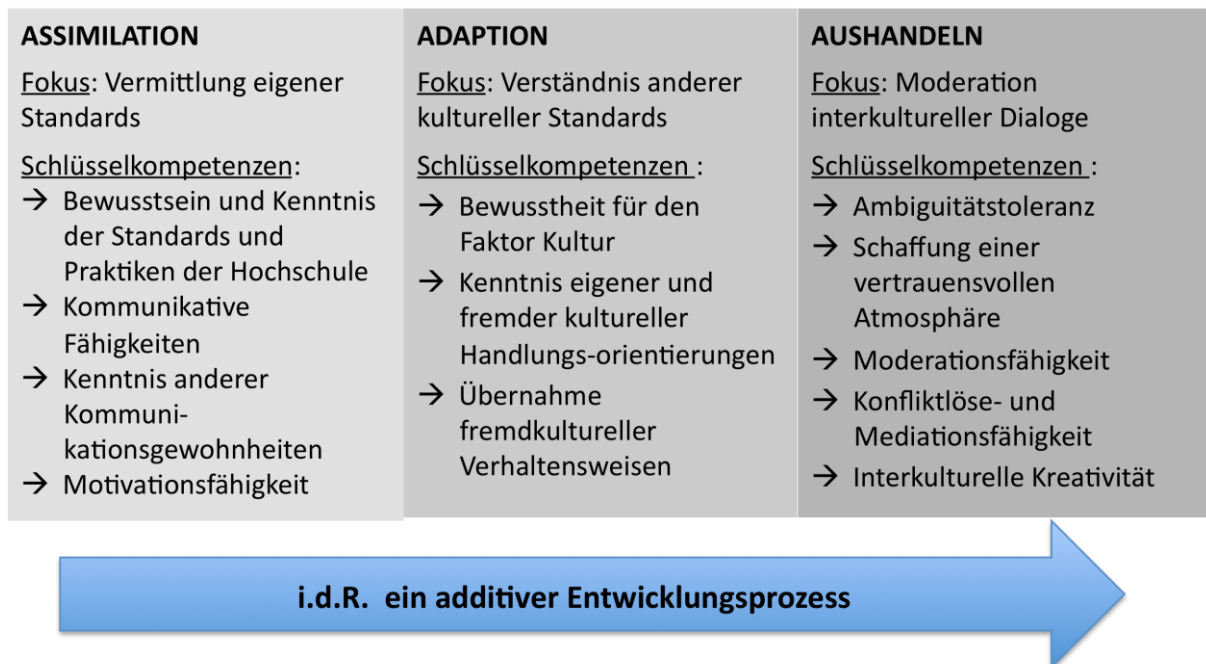 ASSIMILATION
Fokus: Vermittlung eigener
Standards
Schlüsselkompetenzen:
→ Bewusstsein und Kenntnis
der Standards und
Praktiken der Hochschule
→ Kommunikative
Fähigkeiten
→ Kenntnis anderer
Kommuni-
kationsgewohnheiten
→ Motivationsfähigkeit
ADAPTION
Fokus: Verständnis anderer
kultureller Standards
Schlüsselkompetenzen :
→ Bewusstheit für den
Faktor Kultur
→ Kenntnis eigener und
fremder kultureller
Handlungs-orientierungen
→ Übernahme
fremdkultureller
Verhaltensweisen
AUSHANDELN
Fokus: Moderation
interkultureller Dialoge
Schlüsselkompetenzen :
→ Ambiguitätstoleranz
→ Schaffung einer
vertrauensvollen
Atmosphäre
→ Moderationsfähigkeit
→ Konfliktlöse- und
Mediationsfähigkeit
→ Interkulturelle Kreativität
i.d.R. ein additiver Entwicklungsprozess